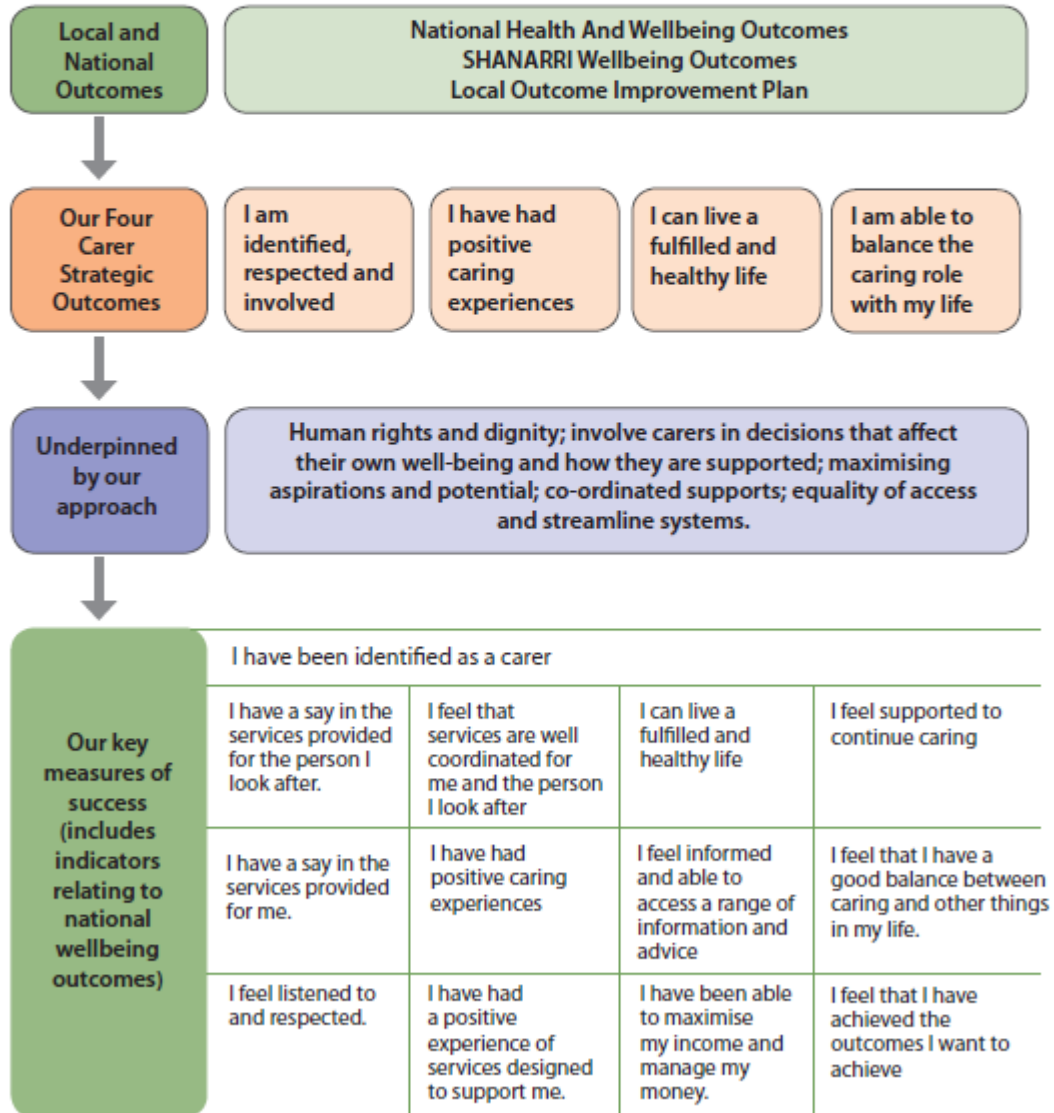 Local and
National
Outcomes
National Health And Wellbeing Outcomes
SHANARRI Wellbeing Outcomes
Local Outcome Improvement Plan
Our Four
Carer
Strategic
Outcomes
I am
identified,
respected and
involved
I have had
positive
caring
experiences
I can live a
fulfilled and
healthy life
I am able to
balance the
caring role
with my life
Underpinned
by our
approach
Human rights and dignity; involve carers in decisions that affect
their own well-being and how they are supported; maximising
aspirations and potential; co-ordinated supports; equality of access
and streamline systems.
Our key
measures of
success
(includes
indicators
relating to
national
wellbeing
outcomes)
I have been identified as a carer
I have a say in the
services provided
for the person I
look after.
I feel that
services are well
coordinated for
me and the person
I look after
I can live a
fulfilled and
healthy life
I feel supported to
continue caring
I have a say in the
services provided
for me.
I have had
positive caring
experiences
I feel informed
and able to
access a range of
information and
advice
I feel that I have a
good balance between
caring and other things
in my life.
I feel listened to
and respected.
I have had
a positive
experience of
services designed
to support me.
I have been able
to maximise
my income and
manage my
money.
I feel that I have
achieved the
outcomes I want to
achieve